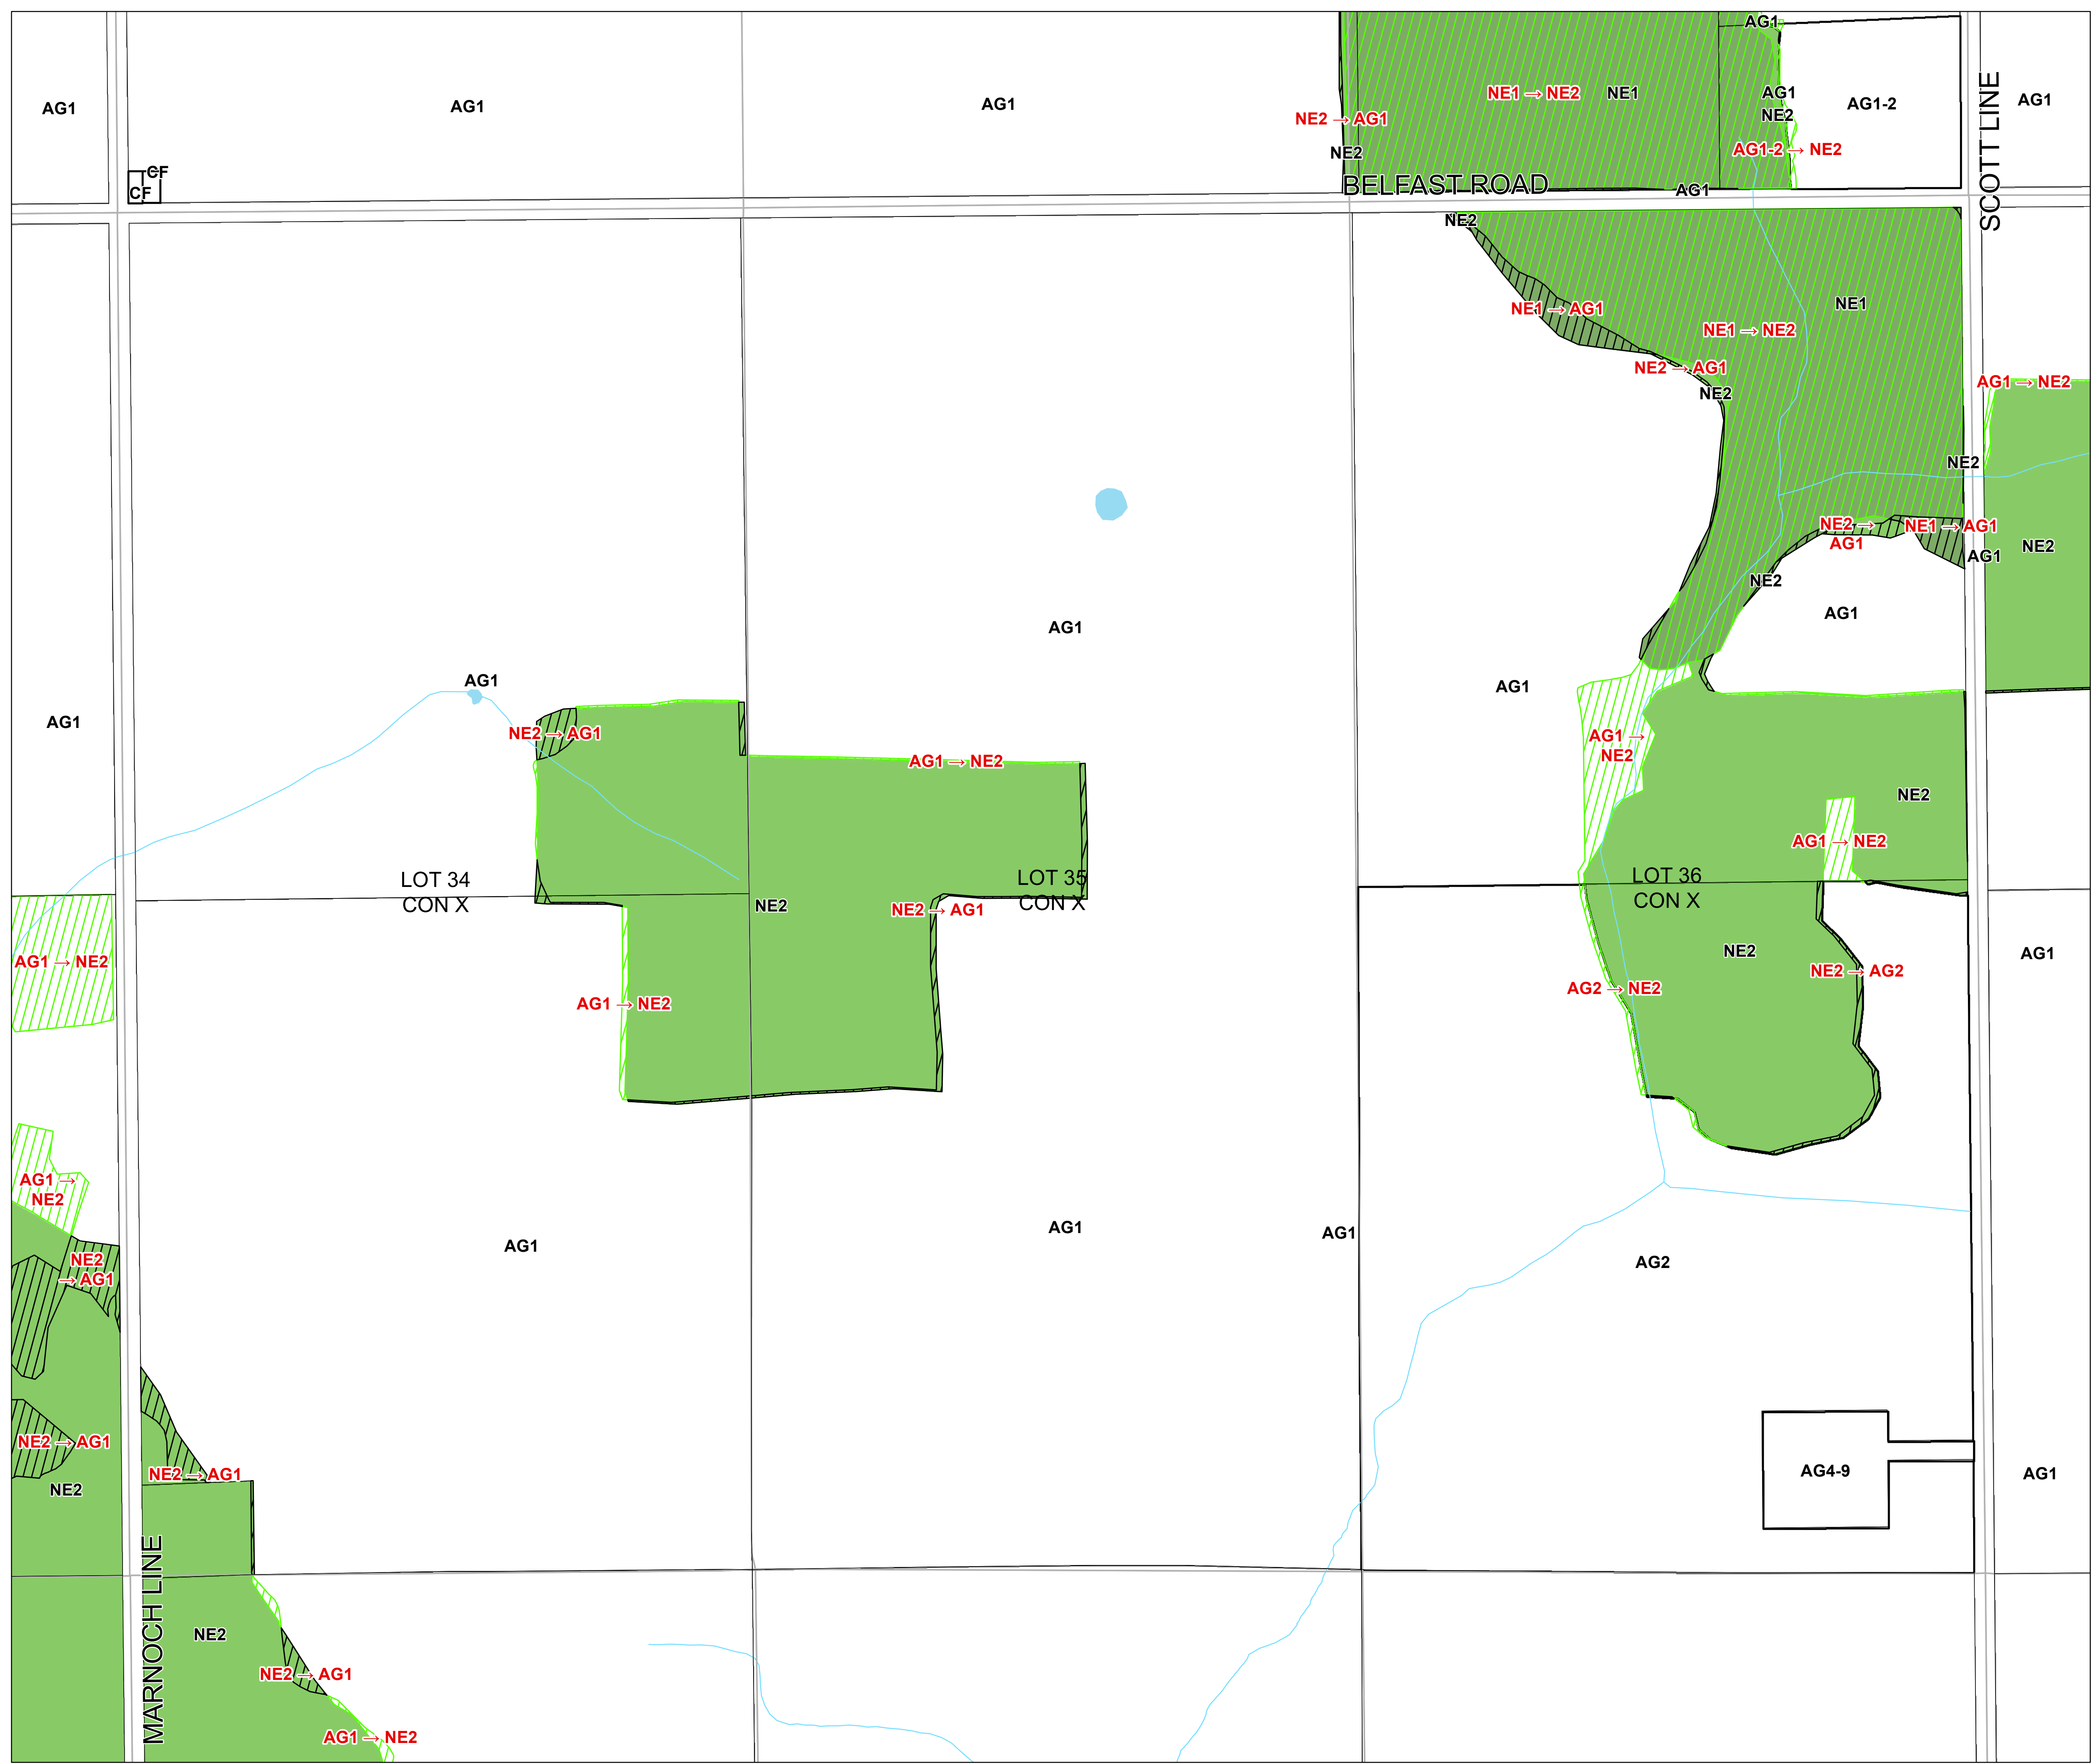 AG1
SCOTT LINE
AG1
AG1
AG1
NE1 → NE2
NE1
AG1
AG1-2
AG1
NE2
NE2 → AG1
AG1-2 → NE2
NE2
CF
CF
BELFAST ROAD
AG1
NE2
NE1
NE1 → AG1
NE1 → NE2
NE2 → AG1
AG1 → NE2
NE2
NE2
NE2 →
AG1
NE1 → AG1
NE2
AG1
NE2
AG1
AG1
AG1
AG1
AG1
NE2 → AG1
AG1 →
NE2
AG1 → NE2
NE2
AG1 → NE2
LOT 34
CON X
LOT 35
CON X
LOT 36
CON X
NE2
NE2 → AG1
NE2
AG1
AG1 → NE2
NE2 → AG2
AG2 → NE2
AG1 → NE2
AG1 →
NE2
AG1
AG1
AG1
NE2
→ AG1
AG2
NE2 → AG1
NE2 → AG1
AG4-9
AG1
NE2
MARNOCH LINE
NE2
NE2 → AG1
AG1 → NE2